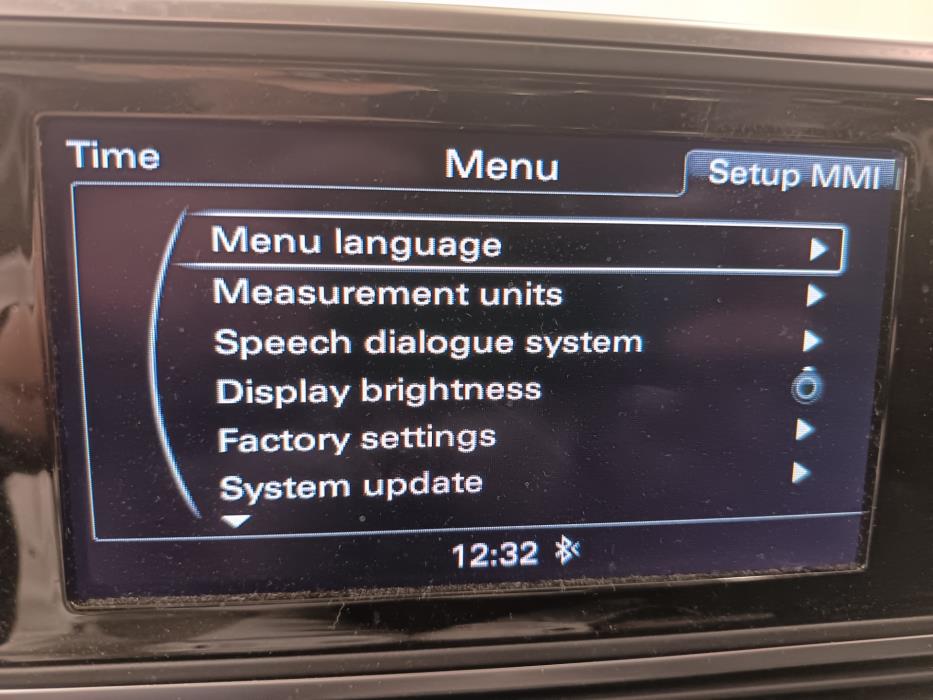 Time Menu Setup MMI
Menu language
Measurement units
Speech dialogue system
Display brightness
Factory settings
System update
12:32